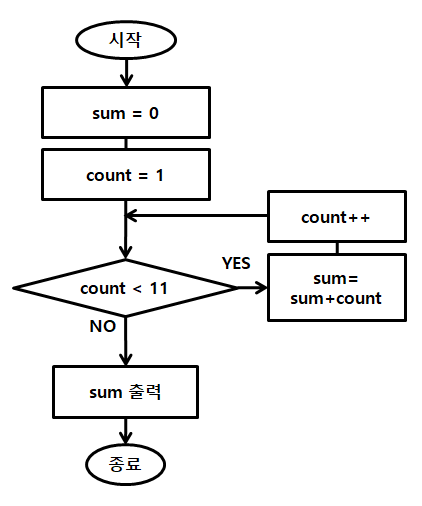 시작
sum = 0
count = 1
count++
YES
count < 11
sum=
sum+count
NO
sum 출력
종료